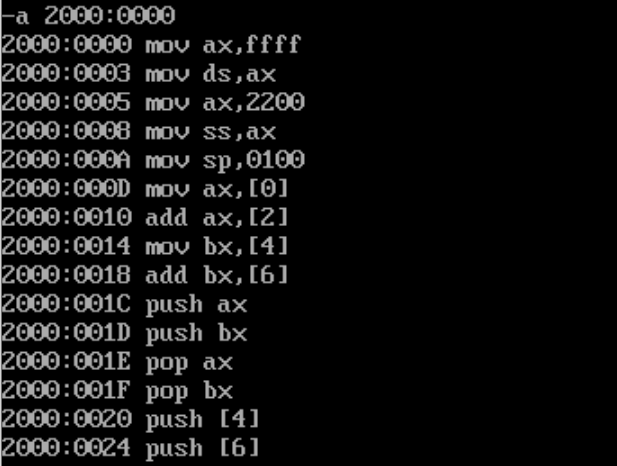 -a 2000:0000
2000:0000 mov ax,ffff
2000:0003 mov ds,ax
2000:0005 mov ax,2200
2000:0008 mov ss,ax
2000:000A mov sp,0100
2000:000D mov ax,[0]
2000:0010 add ax,[2]
2000:0014 mov bx,[4]
2000:0018 add bx,[6]
2000:001C push ax
2000:001D push bx
2000:001E pop ax
2000:001F pop bx
2000:0020 push [4]
2000:0024 push [6]